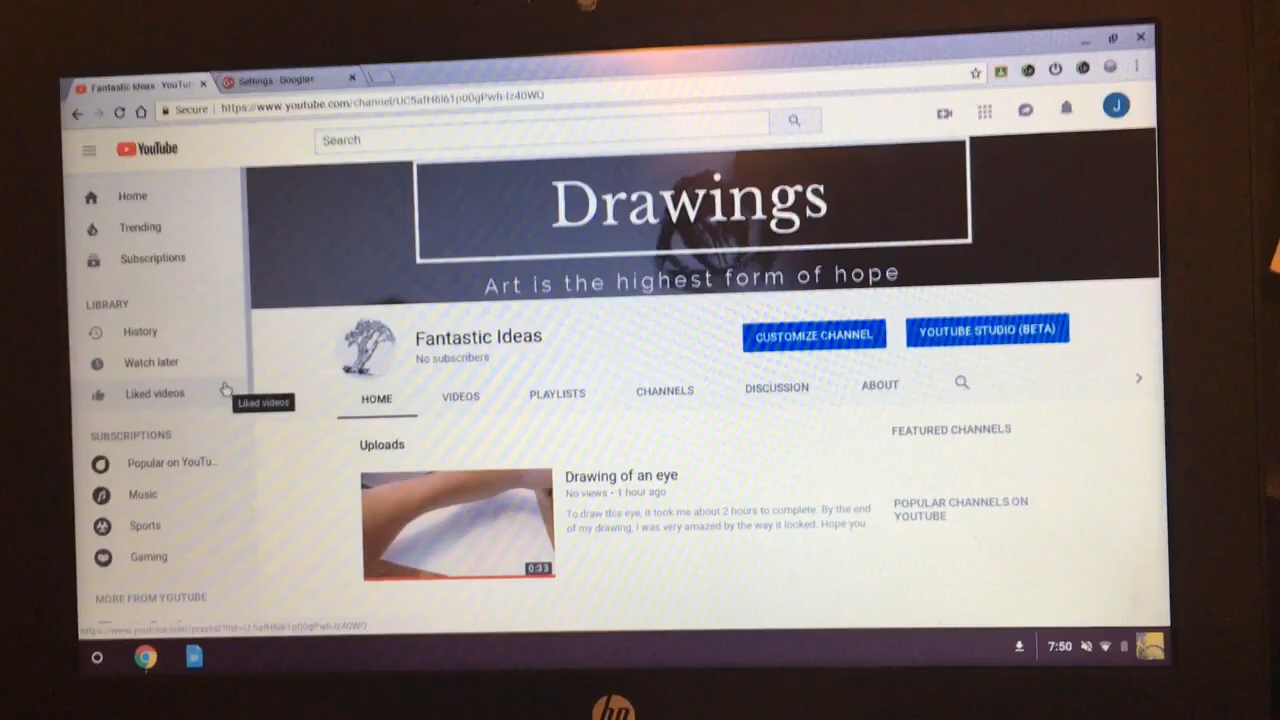 Fantastic Ideas - YouTu
Settings - Google+
Secure
https://www.youtube.com/channel/
YouTube
Search
J
Home
Trending
Subscriptions
LIBRARY
History
Watch later
Liked videos
Liked videos
SUBSCRIPTIONS
Popular on YouTu...
Music
Sports
Gaming
MORE FROM YOUTUBE
Drawings
Art is the highest form of hope
Fantastic Ideas
No subscribers
CUSTOMIZE CHANNEL
YOUTUBE STUDIO (BETA)
HOME VIDEOS PLAYLISTS CHANNELS DISCUSSION ABOUT
Uploads
Drawing of an eye
No views • 1 hour ago
To draw this eye, it took me about 2 hours to complete. By the end
of my drawing, I was very amazed by the way it looked. Hope you
0:33
FEATURED CHANNELS
POPULAR CHANNELS ON
YOUTUBE
7:50
hp